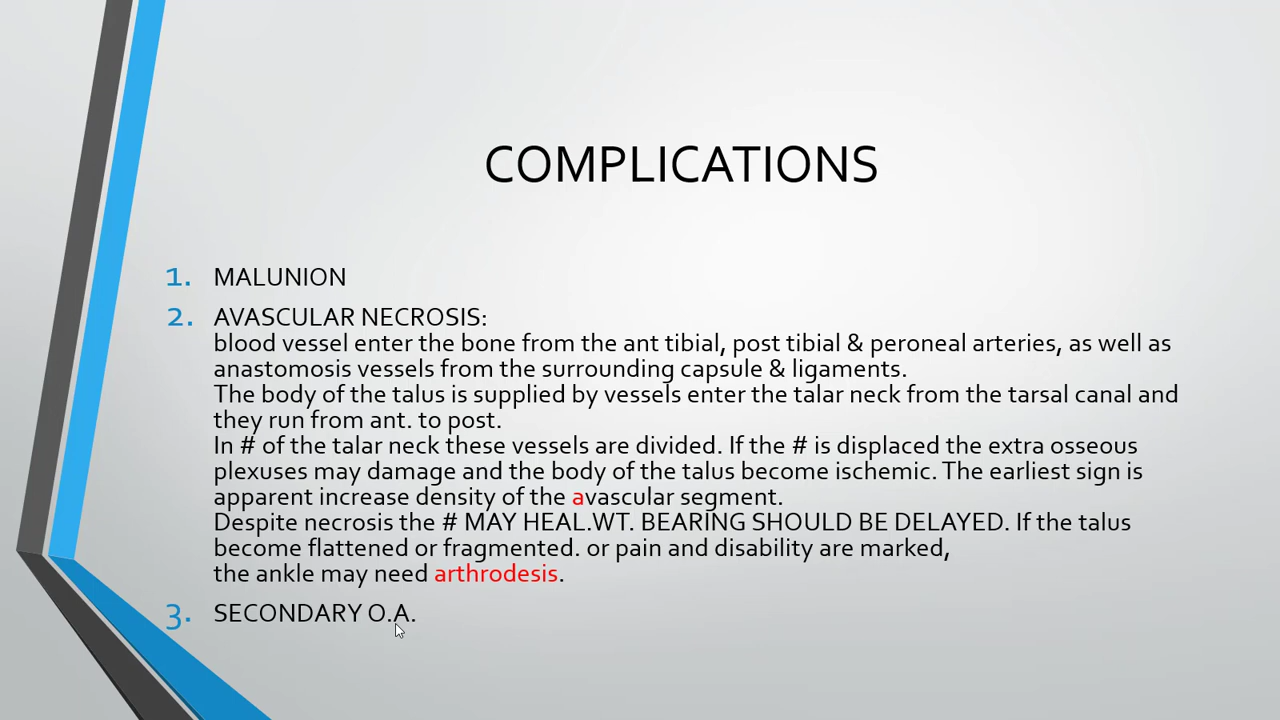 COMPLICATIONS
1. MALUNION
2. AVASCULAR NECROSIS:
blood vessel enter the bone from the ant tibial, post tibial & peroneal arteries, as well as
anastomosis vessels from the surrounding capsule & ligaments.
The body of the talus is supplied by vessels enter the talar neck from the tarsal canal and
they run from ant. to post.
In # of the talar neck these vessels are divided. If the # is displaced the extra osseous
plexuses may damage and the body of the talus become ischemic. The earliest sign is
apparent increase density of the avascular segment.
Despite necrosis the # MAY HEAL.WT. BEARING SHOULD BE DELAYED. If the talus
become flattened or fragmented. or pain and disability are marked,
the ankle may need arthrodesis.
3. SECONDARY O.A.